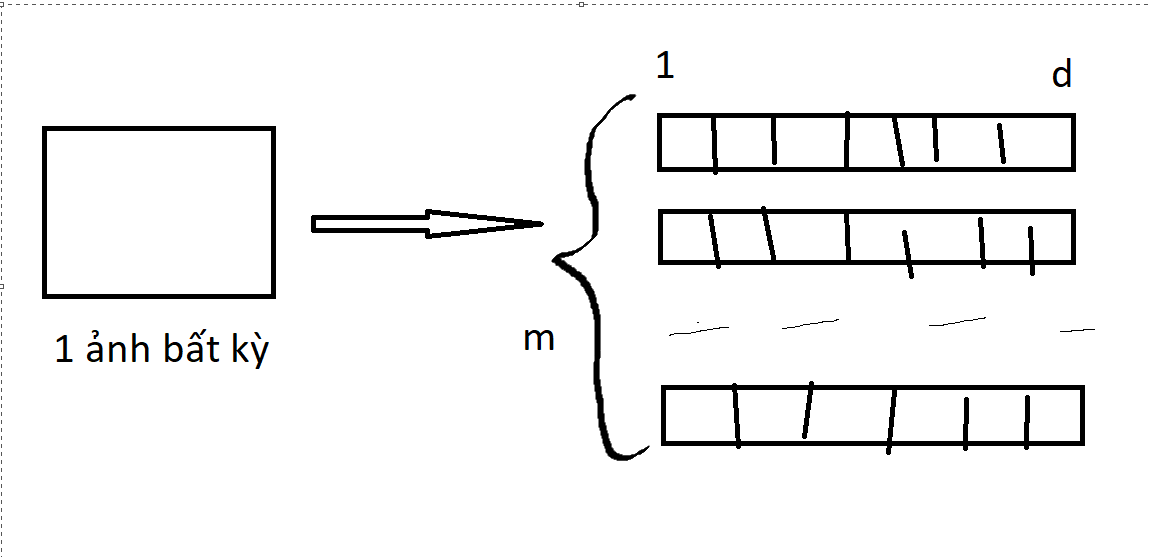 1
d
m
1 ảnh bất kỳ